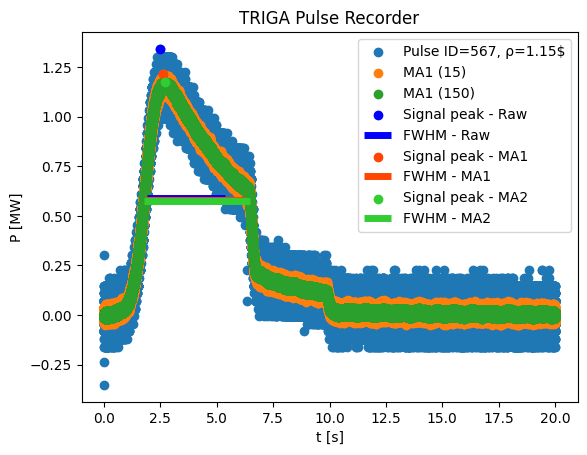 TRIGA Pulse Recorder
Pulse ID=567, ρ=1.15$
MA1 (15)
MA1 (150)
Signal peak - Raw
FWHM - Raw
Signal peak - MA1
FWHM - MA1
Signal peak - MA2
FWHM - MA2
P [MW]
1.25
1.00
0.75
0.50
0.25
0.00
−0.25
0.0 2.5 5.0 7.5 10.0 12.5 15.0 17.5 20.0
t [s]